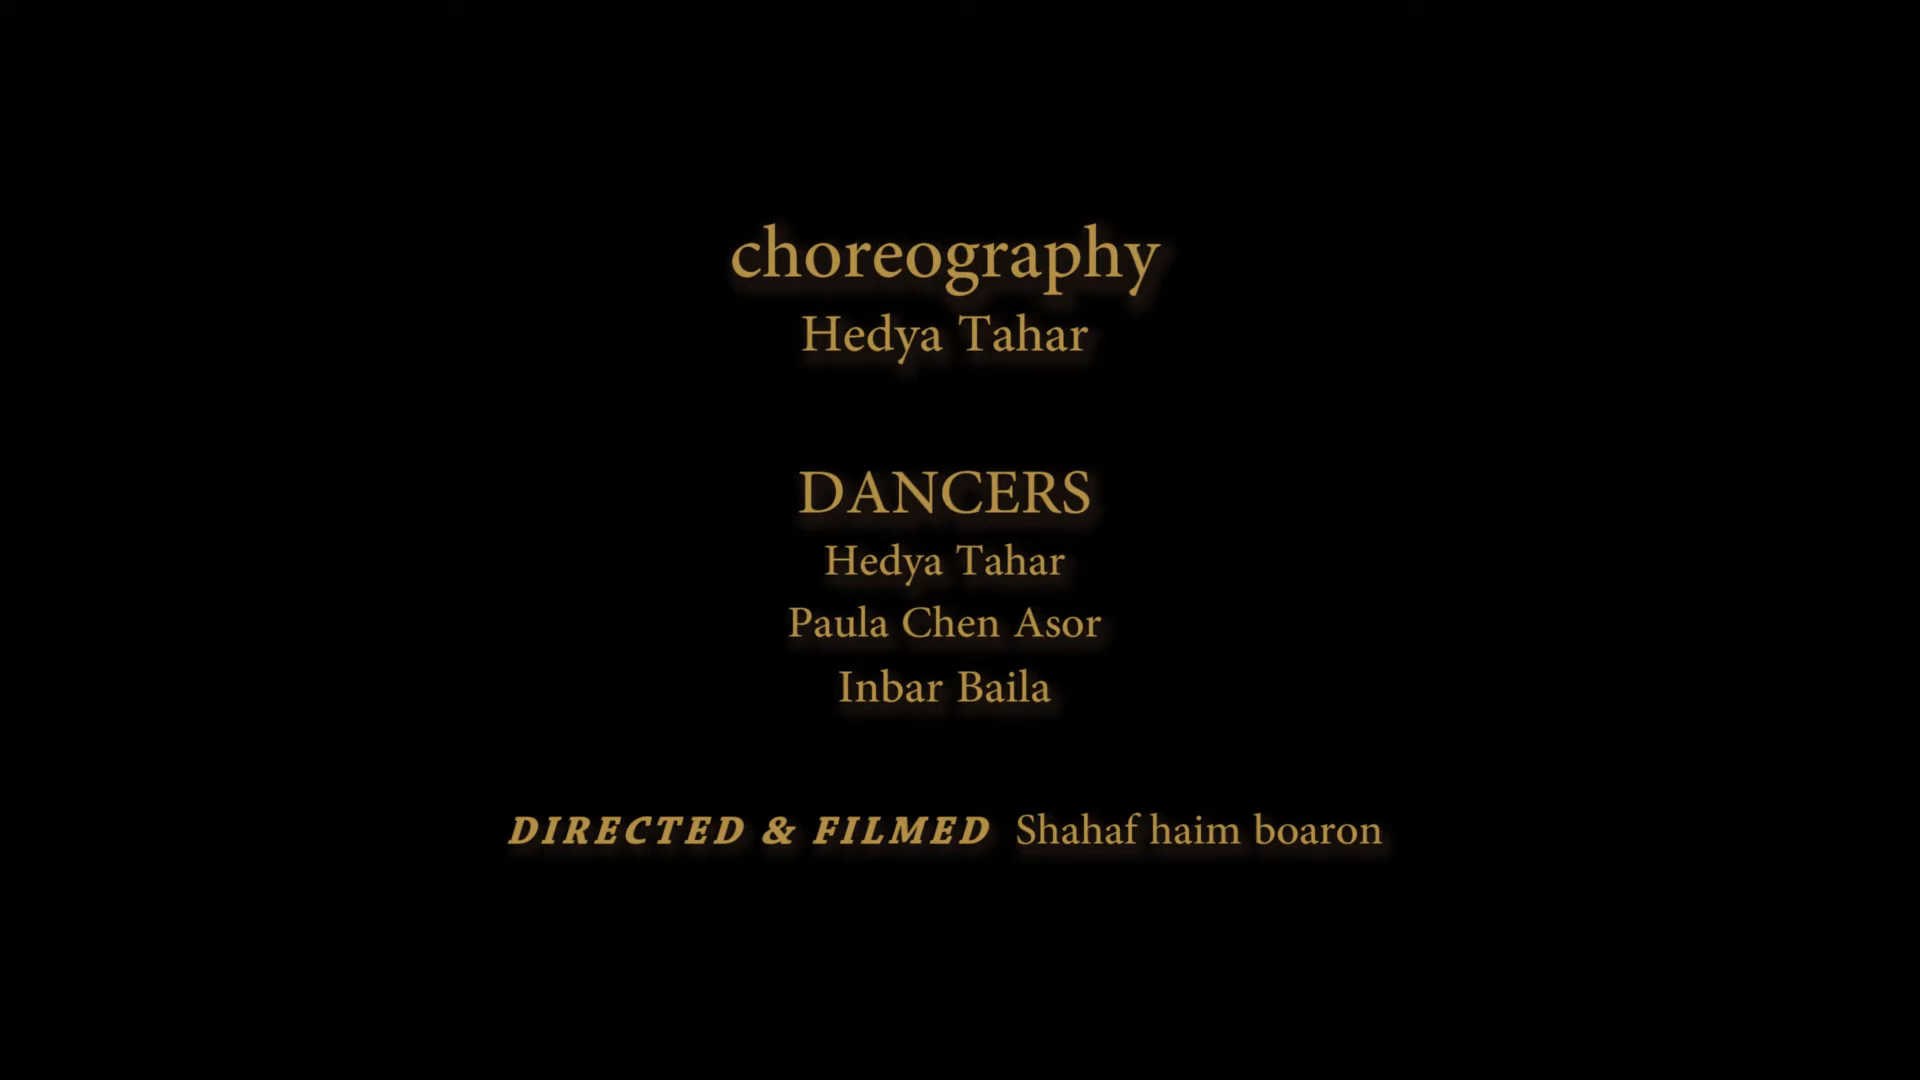 choreography
Hedya Tahar
DANCERS
Hedya Tahar
Paula Chen Asor
Inbar Baila
DIRECTED & FILMED Shahaf haim boaron